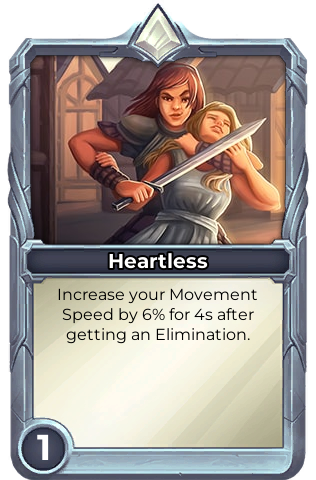 Heartless
Increase your Movement
Speed by 6% for 4s after
getting an Elimination.
1